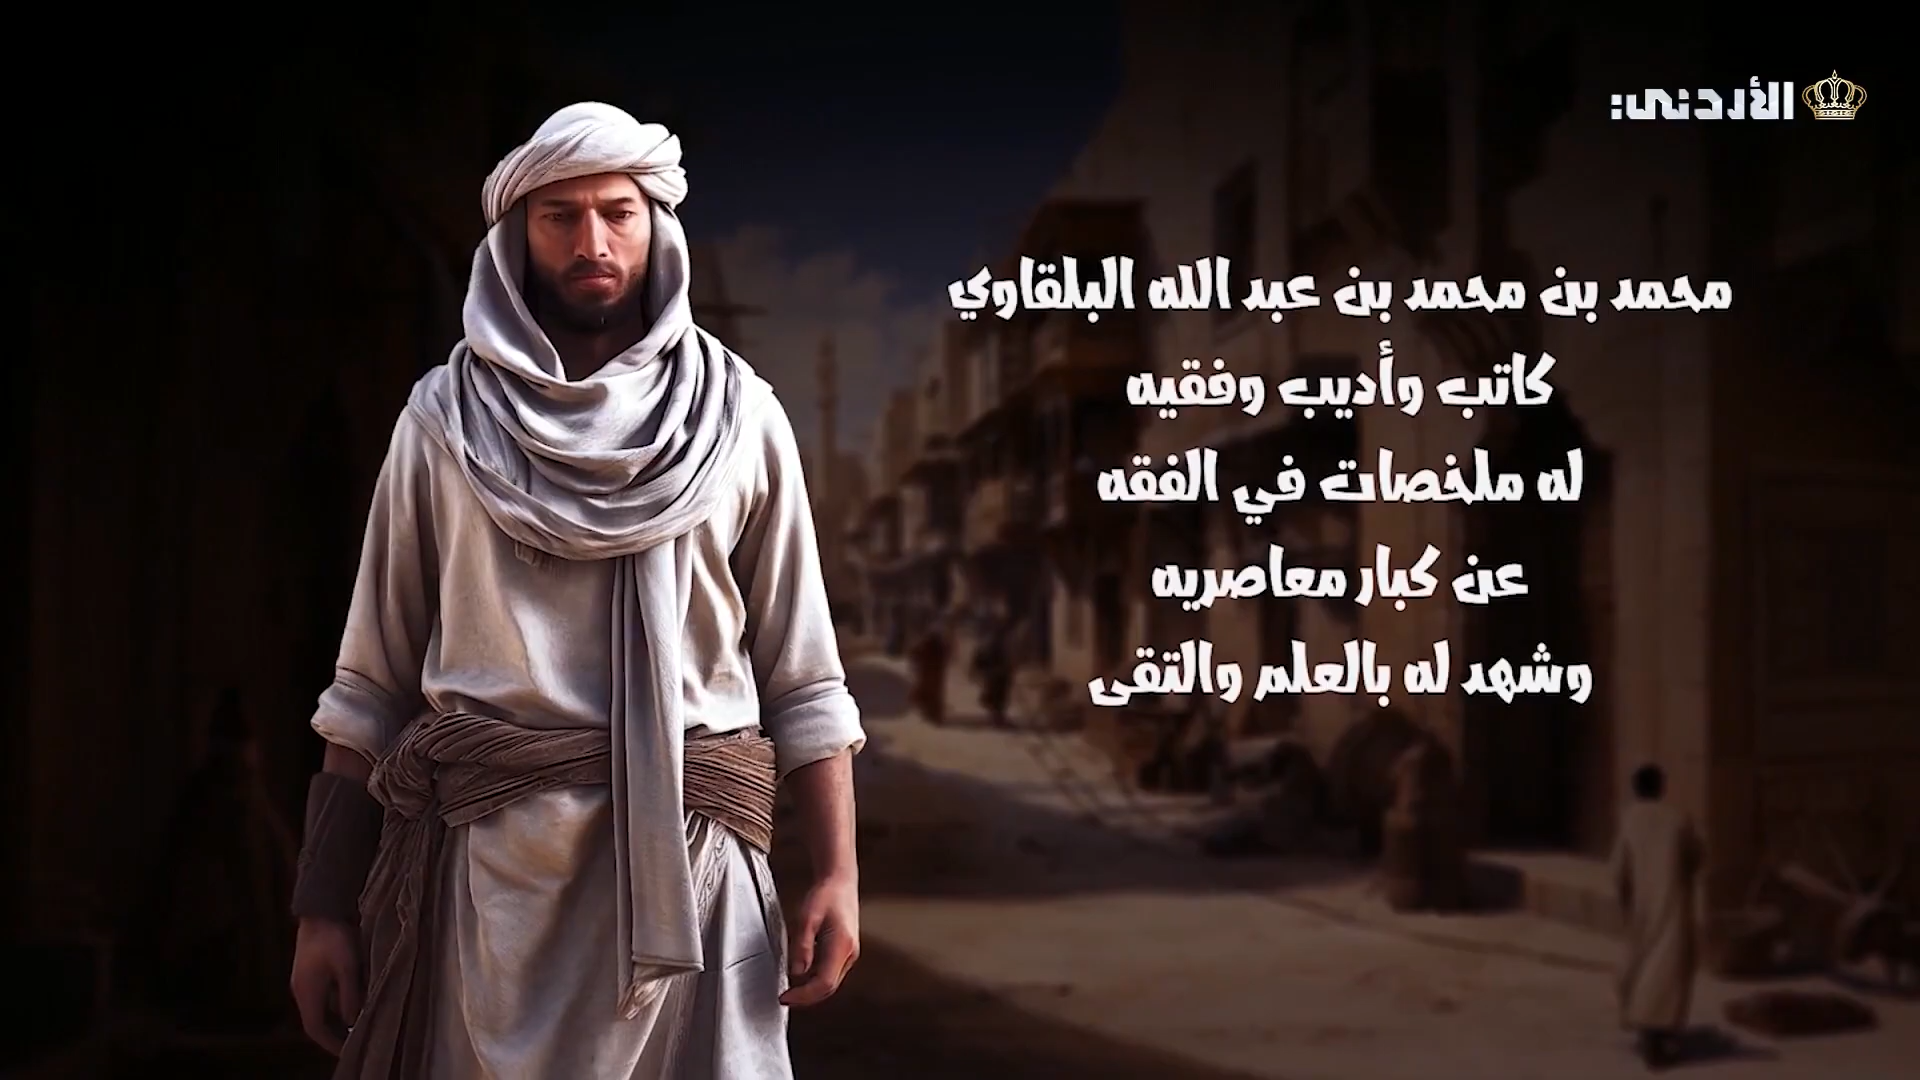 الأردني:
محمد بن محمد بن عبد الله البلقاوي
كاتب وأديب وفقيه
له ملخصات في الفقه
عن كبار معاصريه
وشهد له بالعلم والتقى